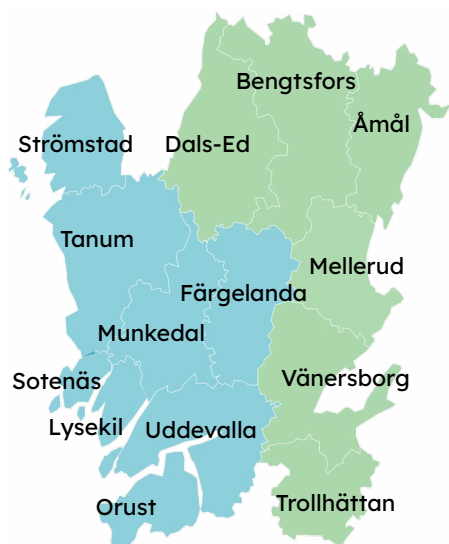 Bengtsfors
Åmål
Strömstad
Dals-Ed
Tanum
Mellerud
Färgelanda
Munkedal
Sotenäs
Vänersborg
Lysekil
Uddevalla
Orust
Trollhättan